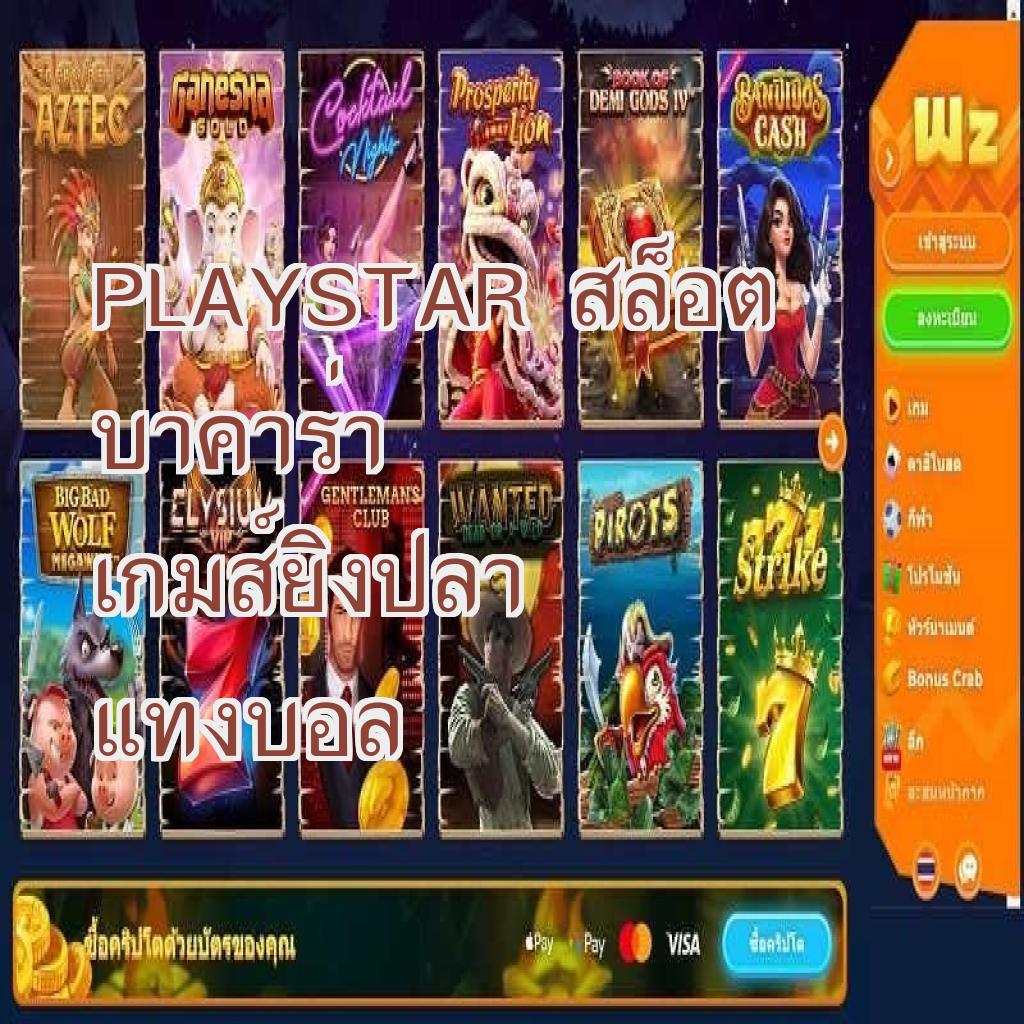 AZTEC
Ganesha
GOLD
Cocktail
Nights
Prosperity
Lion
BOOK OF
DEMI GODS IV
BANDIDOS
CASH
Wz
เข้าสู่ระบบ
ลงทะเบียน
PLAYSTAR สล็อต
บาคาร่า
เกมส์ยิงปลา
แทงบอล
เกม
คาสิโนสด
กีฬา
โปรโมชั่น
ทัวร์นาเมนต์
Bonus Crab
ลีก
สะสมหน้ากาก
BIG BAD
WOLF
ELYSIUM
VIP
GENTLEMAN'S
CLUB
WANTED
DEAD OR A WILD
PIROTS
777
Strike
7
7
ซื้อคริปโตด้วยบัตรของคุณ
Pay
Pay
VISA
ซื้อคริปโต